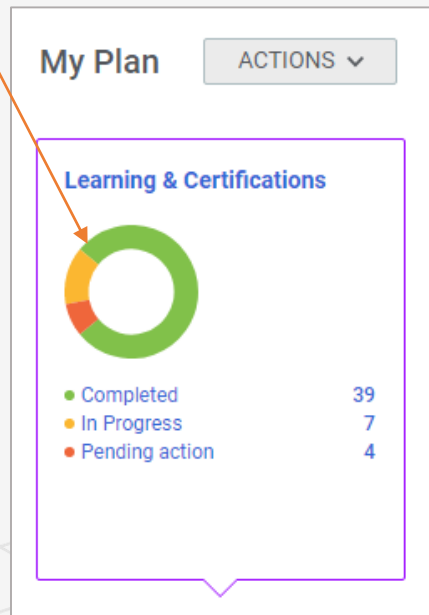 My Plan ACTIONS
Learning & Certifications
Completed 39
In Progress 7
Pending action 4